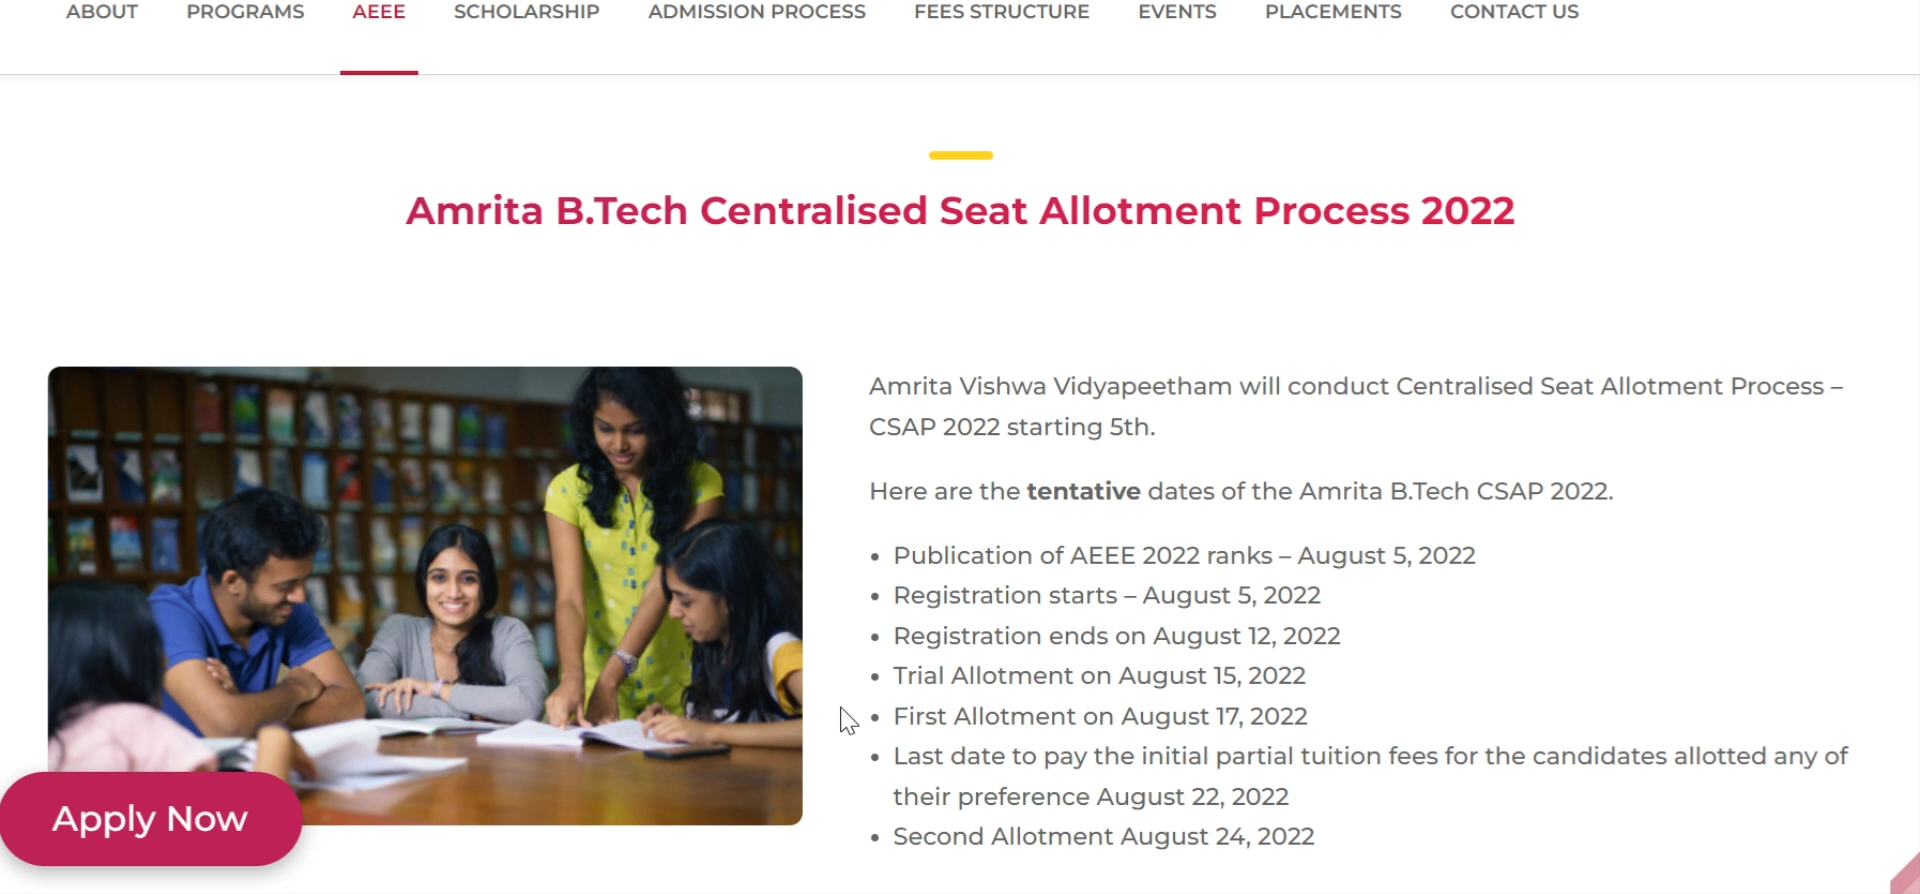 ABOUT PROGRAMS AEEE SCHOLARSHIP ADMISSION PROCESS FEES STRUCTURE EVENTS PLACEMENTS CONTACT US
Amrita B.Tech Centralised Seat Allotment Process 2022
Amrita Vishwa Vidyapeetham will conduct Centralised Seat Allotment Process –
CSAP 2022 starting 5th.
Here are the tentative dates of the Amrita B.Tech CSAP 2022.
• Publication of AEEE 2022 ranks – August 5, 2022
• Registration starts – August 5, 2022
• Registration ends on August 12, 2022
• Trial Allotment on August 15, 2022
• First Allotment on August 17, 2022
• Last date to pay the initial partial tuition fees for the candidates allotted any of
their preference August 22, 2022
• Second Allotment August 24, 2022
Apply Now